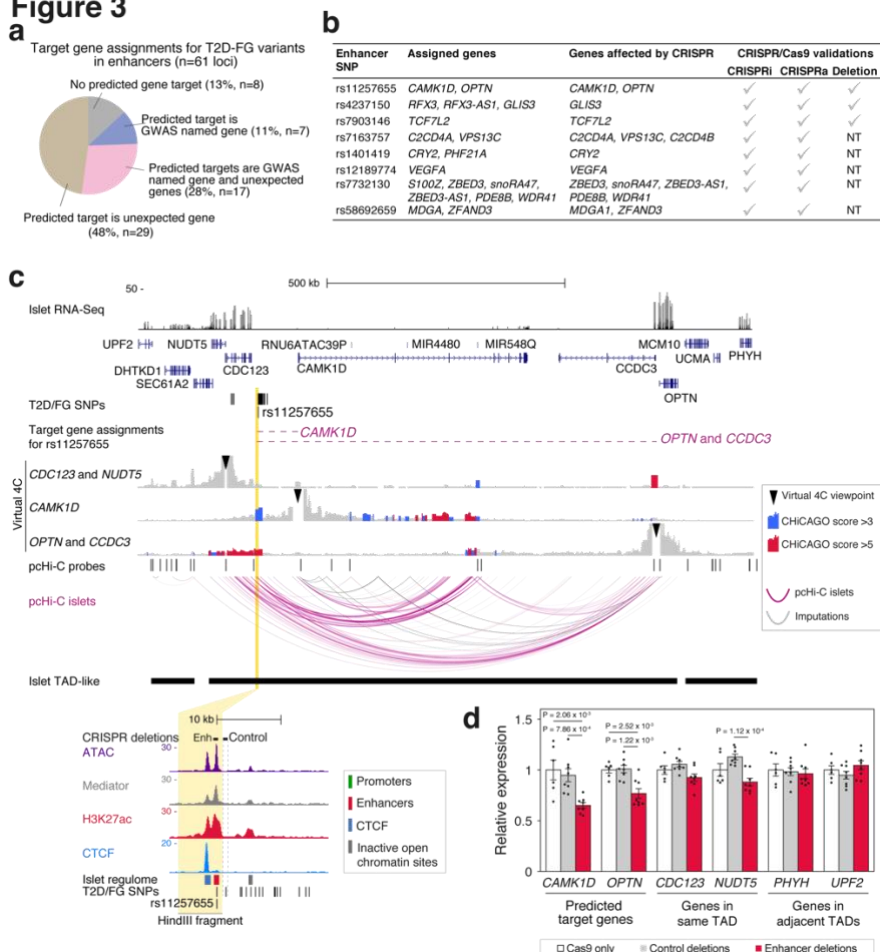 Figure 3
a
Target gene assignments for T2D-FG variants
in enhancers (n=61 loci)
No predicted gene target (13%, n=8)
Predicted target is
GWAS named gene (11%, n=7)
Predicted targets are GWAS
named gene and unexpected
genes (28%, n=17)
Predicted target is unexpected gene
(48%, n=29)
b
Enhancer SNP Assigned genes Genes affected by CRISPR CRISPR/Cas9 validations
CRISPRi CRISPRa Deletion
rs11257655 CAMK1D, OPTN CAMK1D, OPTN ✓ ✓ ✓
rs4237150 RFX3, RFX3-AS1, GLIS3 GLIS3 ✓ ✓ ✓
rs7903146 TCF7L2 TCF7L2 ✓ ✓ ✓
rs7163757 C2CD4A, VPS13C C2CD4A, VPS13C, C2CD4B ✓ ✓ NT
rs1401419 CRY2, PHF21A CRY2 ✓ ✓ NT
rs12189774 VEGFA VEGFA ✓ ✓ NT
rs7732130 S100Z, ZBED3, snoRA47, ZBED3, snoRA47, ZBED3-AS1, ✓ ✓ NT
ZBED3-AS1, PDE8B, WDR41 PDE8B, WDR41
rs58692659 MDGA, ZFAND3 MDGA1, ZFAND3 ✓ ✓ NT
c
500 kb
50 -
Islet RNA-Seq
UPF2 NUDT5 RNU6ATAC39P MIR4480 MIR548Q MCM10 PHYH
DHTKD1 CDC123 CAMK1D CCDC3 UCMA
SEC61A2 OPTN
T2D/FG SNPs
rs11257655
Target gene assignments
for rs11257655
CAMK1D
OPTN and CCDC3
Virtual 4C
CDC123 and NUDT5
CAMK1D
OPTN and CCDC3
pcHi-C probes
pcHi-C islets
Islet TAD-like
Virtual 4C viewpoint
CHiCAGO score >3
CHiCAGO score >5
pcHi-C islets
Imputations
10 kb
CRISPR deletions Enh Control
ATAC 30
Mediator 30
H3K27ac 30
CTCF 20
Islet regulome
T2D/FG SNPs
rs11257655
HindIII fragment
Promoters
Enhancers
CTCF
Inactive open
chromatin sites
d
Relative expression
1.5
1
0.5
0
P = 2.06 x 10-3
P = 7.86 x 10-4
P = 2.52 x 10-3
P = 1.22 x 10-3
P = 1.12 x 10-4
CAMK1D OPTN CDC123 NUDT5 PHYH UPF2
Predicted
target genes
Genes in
same TAD
Genes in
adjacent TADs
Cas9 only Control deletions Enhancer deletions